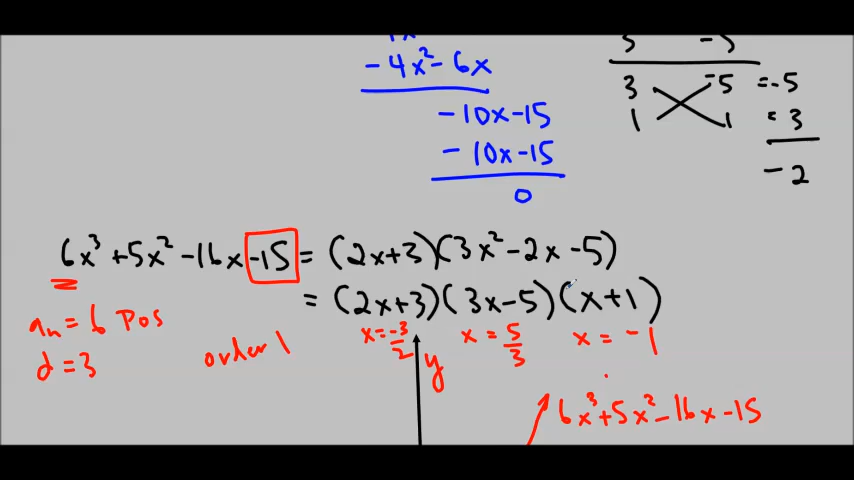 - 4x² - 6x
3 -5 = -5
- 10x - 15
1 1 = 3
- 10x - 15
- 2
0
6x³ + 5x² - 16x - 15 = (2x + 3)(3x² - 2x - 5)
= (2x + 3)(3x - 5)(x + 1)
aₙ = 6 Pos
x = -3/2 x = 5/3 x = -1
order 1
d = 3
y
6x³ + 5x² - 16x - 15